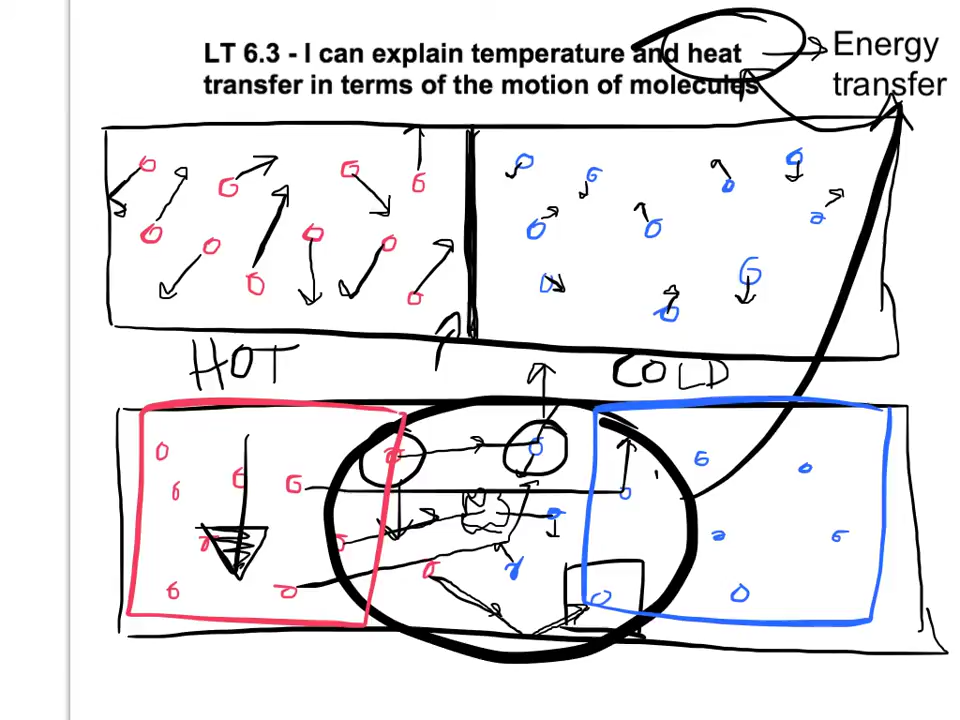 LT 6.3 - I can explain temperature and heat
transfer in terms of the motion of molecules
Energy
transfer
HOT
COLD